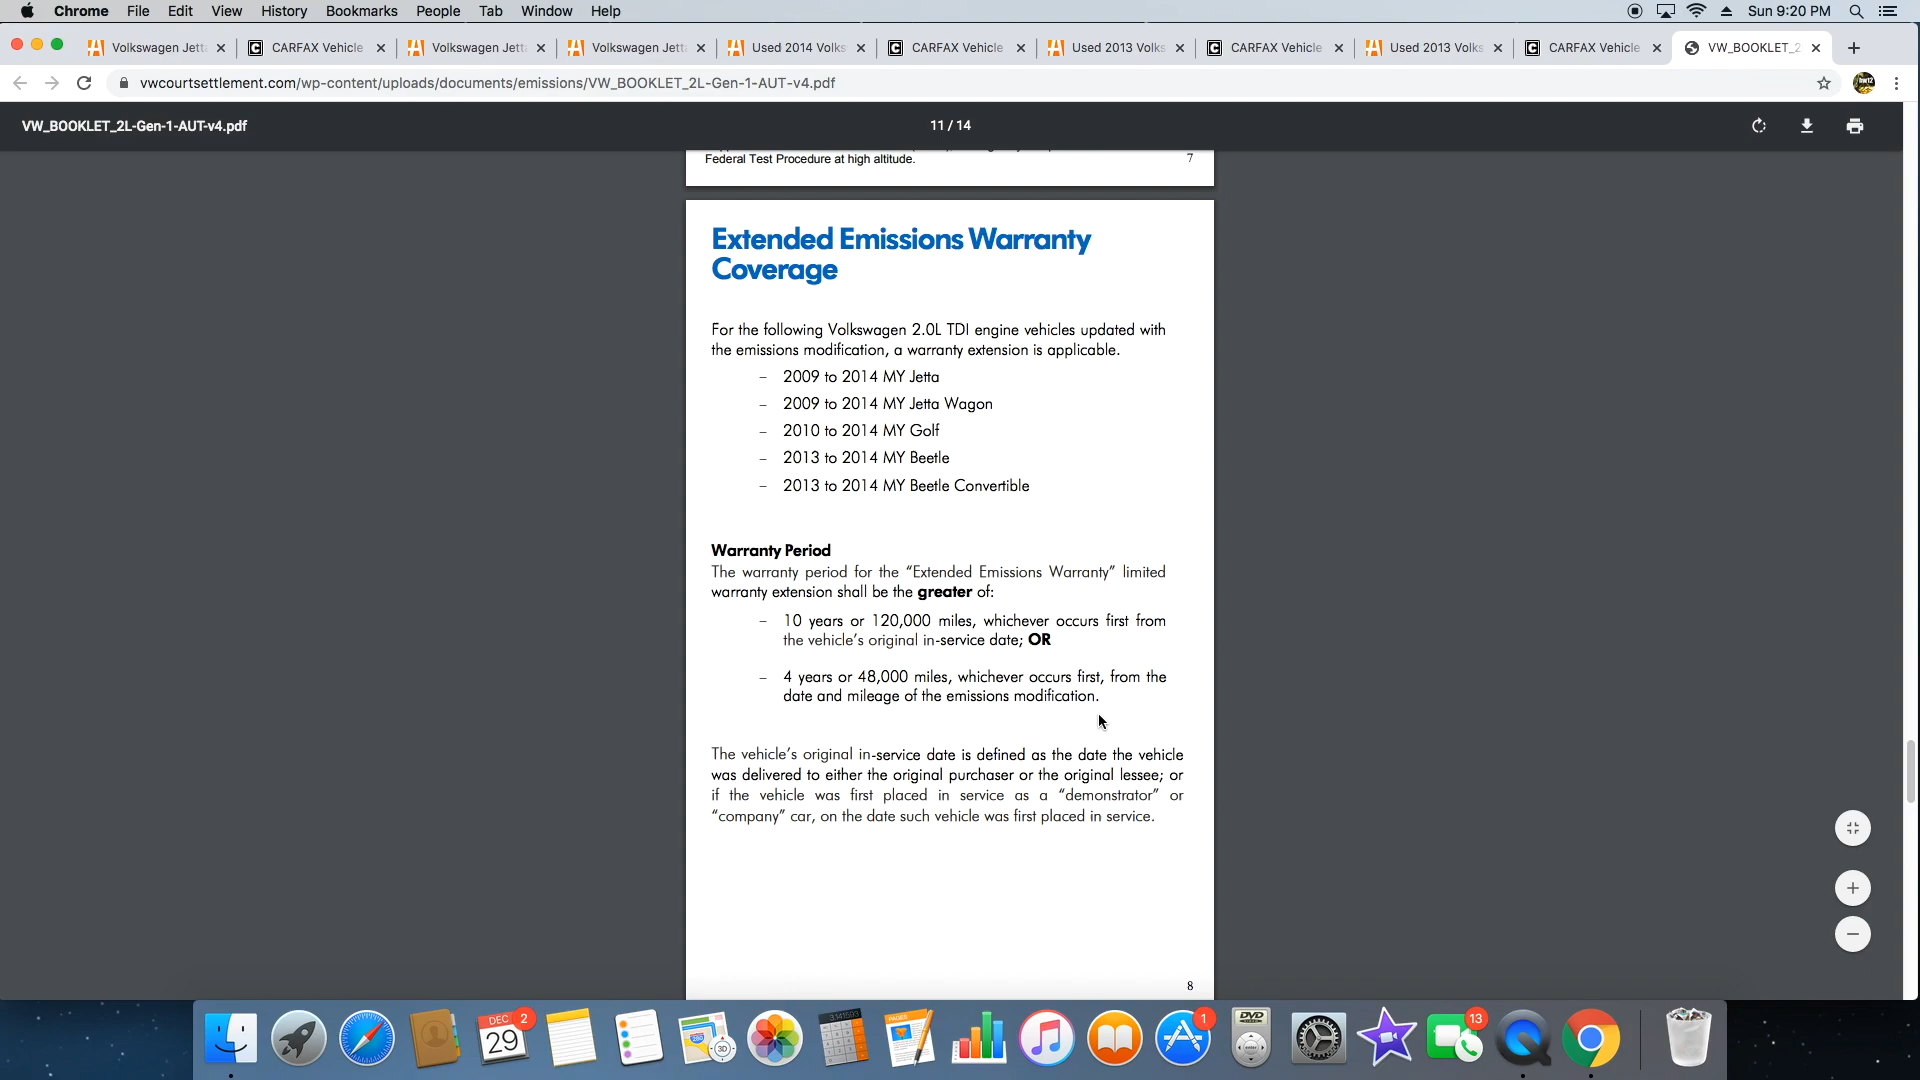 Chrome File Edit View History Bookmarks People Tab Window Help Sun 9:20 PM
Volkswagen Jett CARFAX Vehicle Volkswagen Jett Volkswagen Jett Used 2014 Volks CARFAX Vehicle Used 2013 Volks CARFAX Vehicle Used 2013 Volks CARFAX Vehicle VW_BOOKLET_2
vwcourtsettlement.com/wp-content/uploads/documents/emissions/VW_BOOKLET_2L-Gen-1-AUT-v4.pdf
VW_BOOKLET_2L-Gen-1-AUT-v4.pdf 11 / 14
Federal Test Procedure at high altitude. 7
Extended Emissions Warranty
Coverage
For the following Volkswagen 2.0L TDI engine vehicles updated with
the emissions modification, a warranty extension is applicable.
– 2009 to 2014 MY Jetta
– 2009 to 2014 MY Jetta Wagon
– 2010 to 2014 MY Golf
– 2013 to 2014 MY Beetle
– 2013 to 2014 MY Beetle Convertible
Warranty Period
The warranty period for the “Extended Emissions Warranty” limited
warranty extension shall be the greater of:
– 10 years or 120,000 miles, whichever occurs first from
the vehicle’s original in-service date; OR
– 4 years or 48,000 miles, whichever occurs first, from the
date and mileage of the emissions modification.
The vehicle’s original in-service date is defined as the date the vehicle
was delivered to either the original purchaser or the original lessee; or
if the vehicle was first placed in service as a “demonstrator” or
“company” car, on the date such vehicle was first placed in service.
8
DEC 29 2
3.141593
PAGES
3D
1
DVD
13